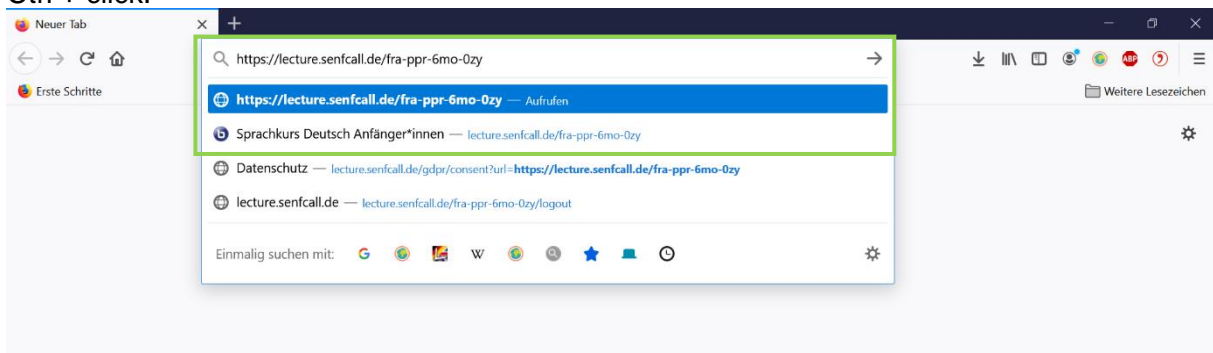 Ctrl + click.
Neuer Tab
https://lecture.senfcall.de/fra-ppr-6mo-0zy
Erste Schritte
Weitere Lesezeichen
https://lecture.senfcall.de/fra-ppr-6mo-0zy — Aufrufen
Sprachkurs Deutsch Anfänger*innen — lecture.senfcall.de/fra-ppr-6mo-0zy
Datenschutz — lecture.senfcall.de/gdpr/consent?url=https://lecture.senfcall.de/fra-ppr-6mo-0zy
lecture.senfcall.de — lecture.senfcall.de/fra-ppr-6mo-0zy/logout
Einmalig suchen mit: G W
ABP